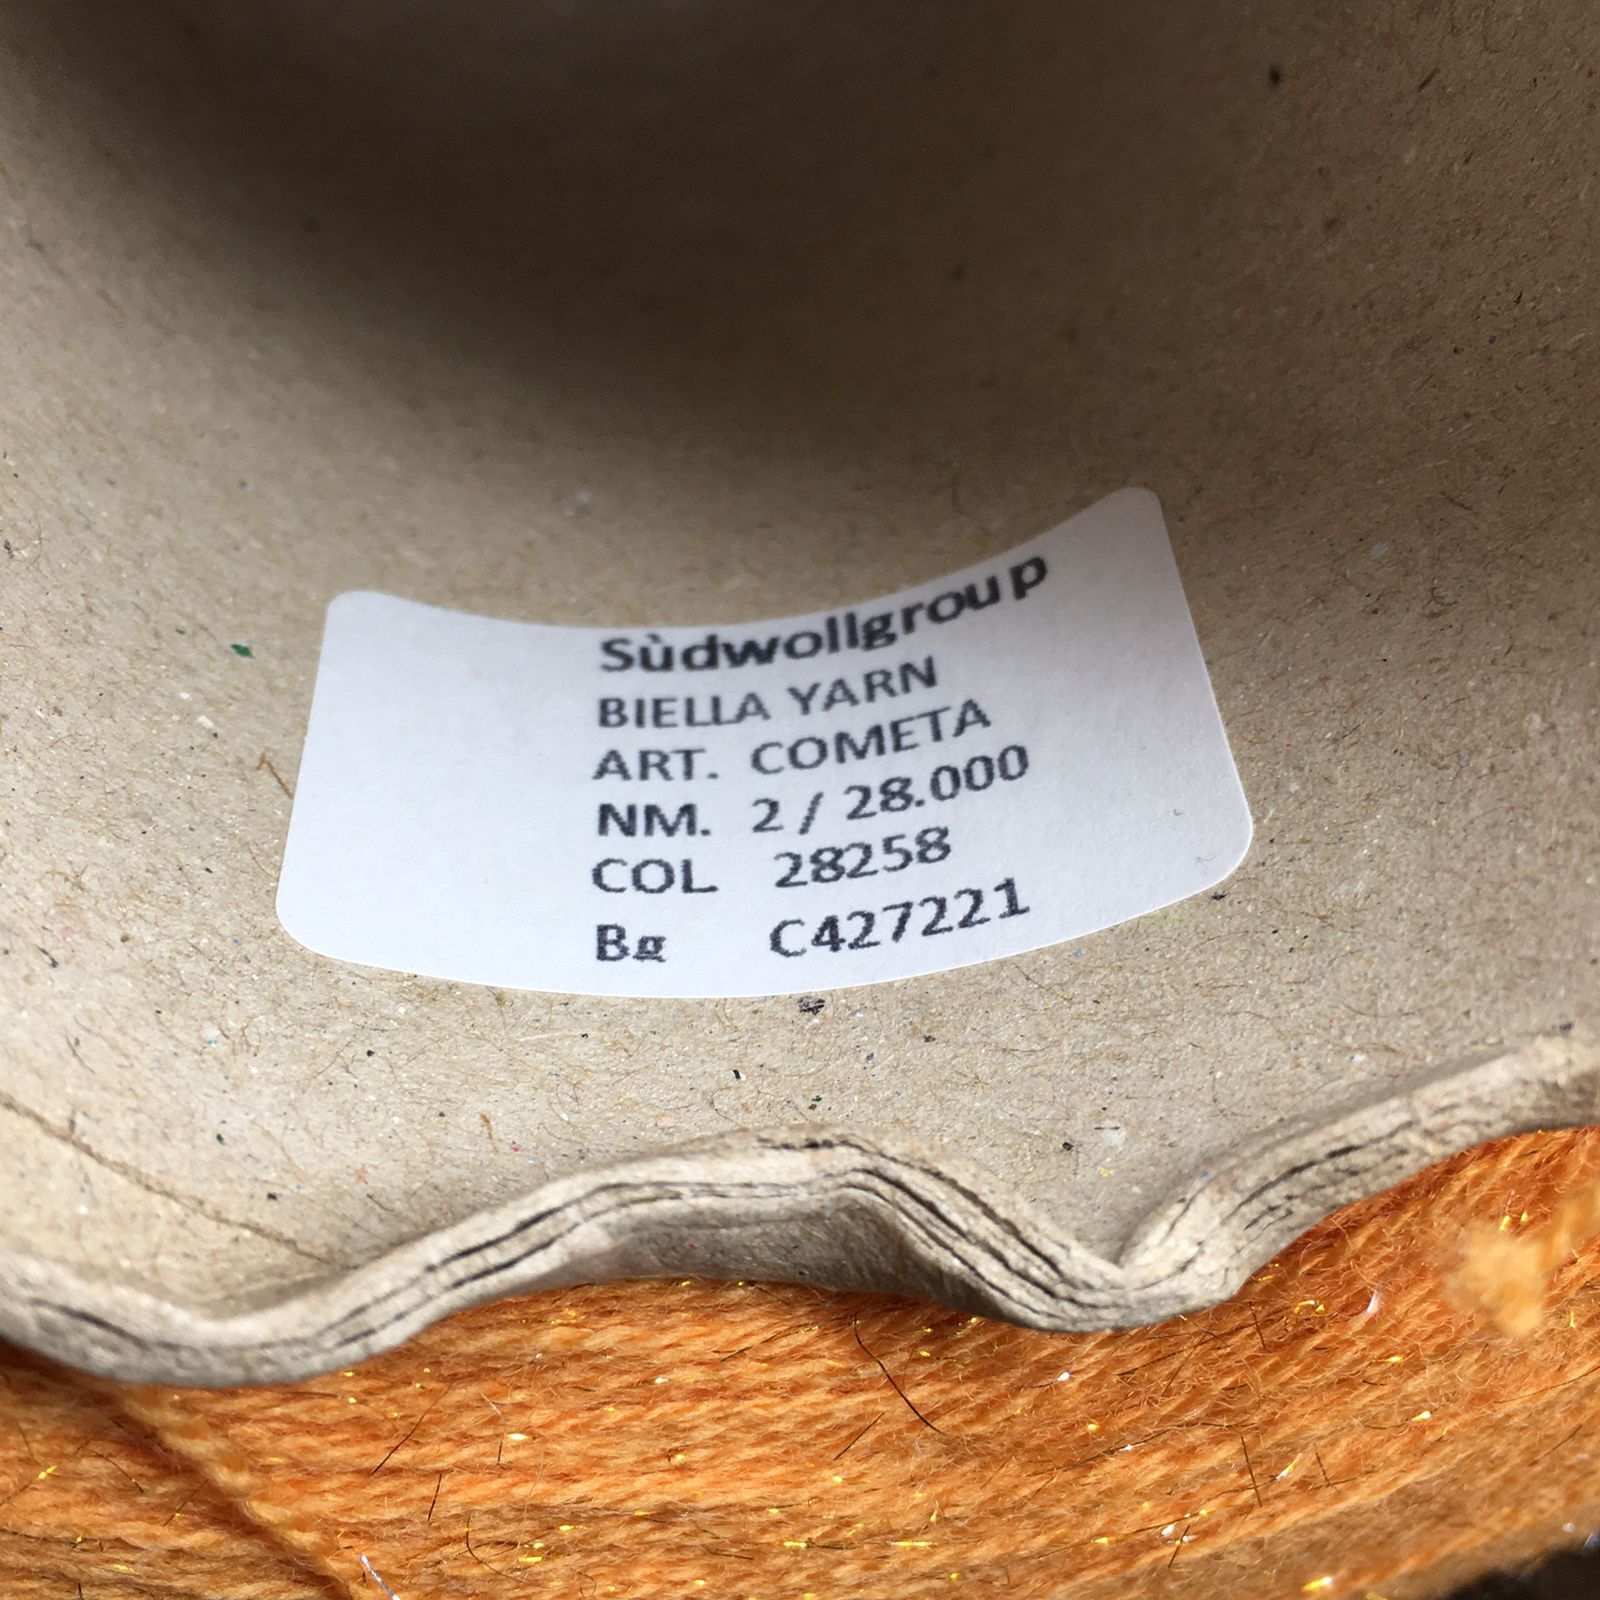 Sùdwollgroup
BIELLA YARN
ART. COMETA
NM. 2 / 28.000
COL 28258
Bg C427221